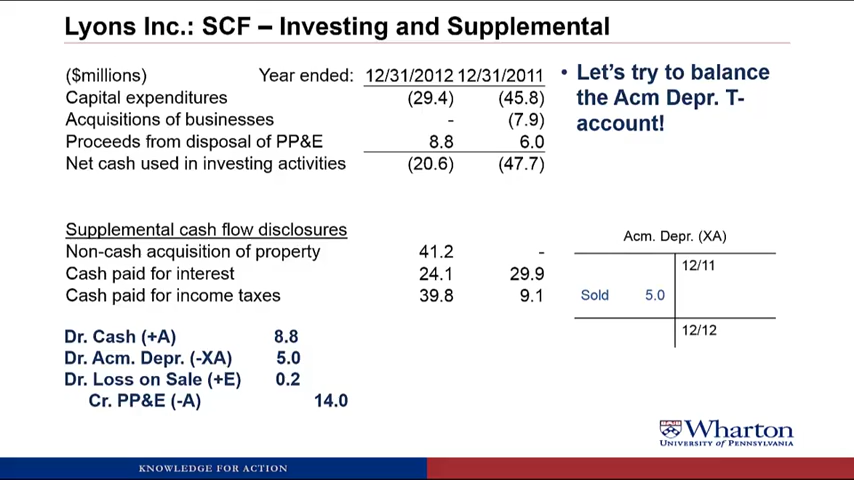 Lyons Inc.: SCF – Investing and Supplemental
($millions) Year ended: 12/31/2012 12/31/2011
Capital expenditures (29.4) (45.8)
Acquisitions of businesses - (7.9)
Proceeds from disposal of PP&E 8.8 6.0
Net cash used in investing activities (20.6) (47.7)
• Let's try to balance
the Acm Depr. T-
account!
Supplemental cash flow disclosures
Non-cash acquisition of property 41.2 -
Cash paid for interest 24.1 29.9
Cash paid for income taxes 39.8 9.1
Acm. Depr. (XA)
12/11
Sold 5.0
12/12
Dr. Cash (+A) 8.8
Dr. Acm. Depr. (-XA) 5.0
Dr. Loss on Sale (+E) 0.2
Cr. PP&E (-A) 14.0
Wharton
UNIVERSITY OF PENNSYLVANIA
KNOWLEDGE FOR ACTION